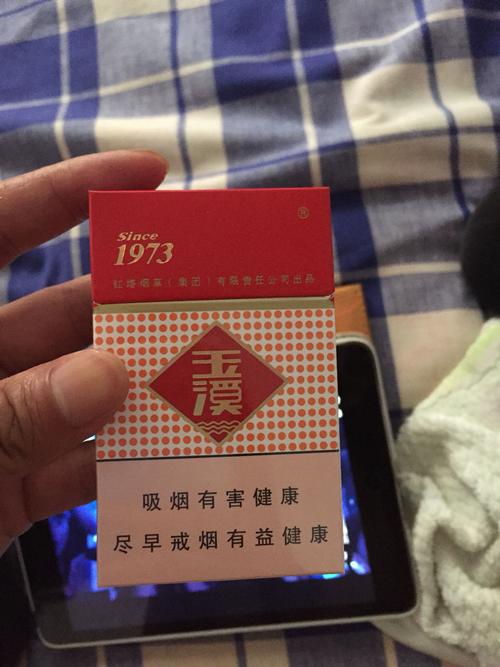 Since
1973
®
红塔烟草（集团）有限责任公司出品
玉溪
吸烟有害健康
尽早戒烟有益健康